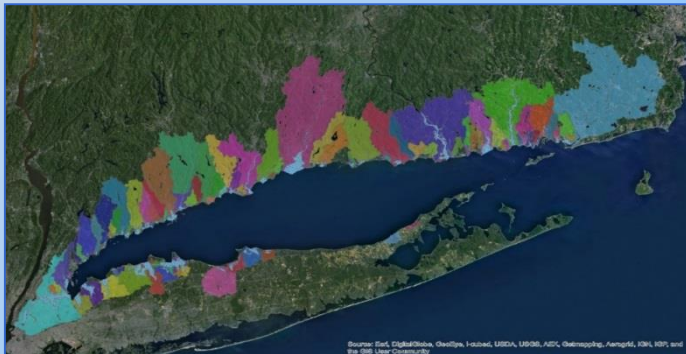 Source: Esri, DigitalGlobe, GeoEye, i-cubed, USDA, USGS, AEX, Getmapping, Aerogrid, IGN, IGP, and
the GIS User Community